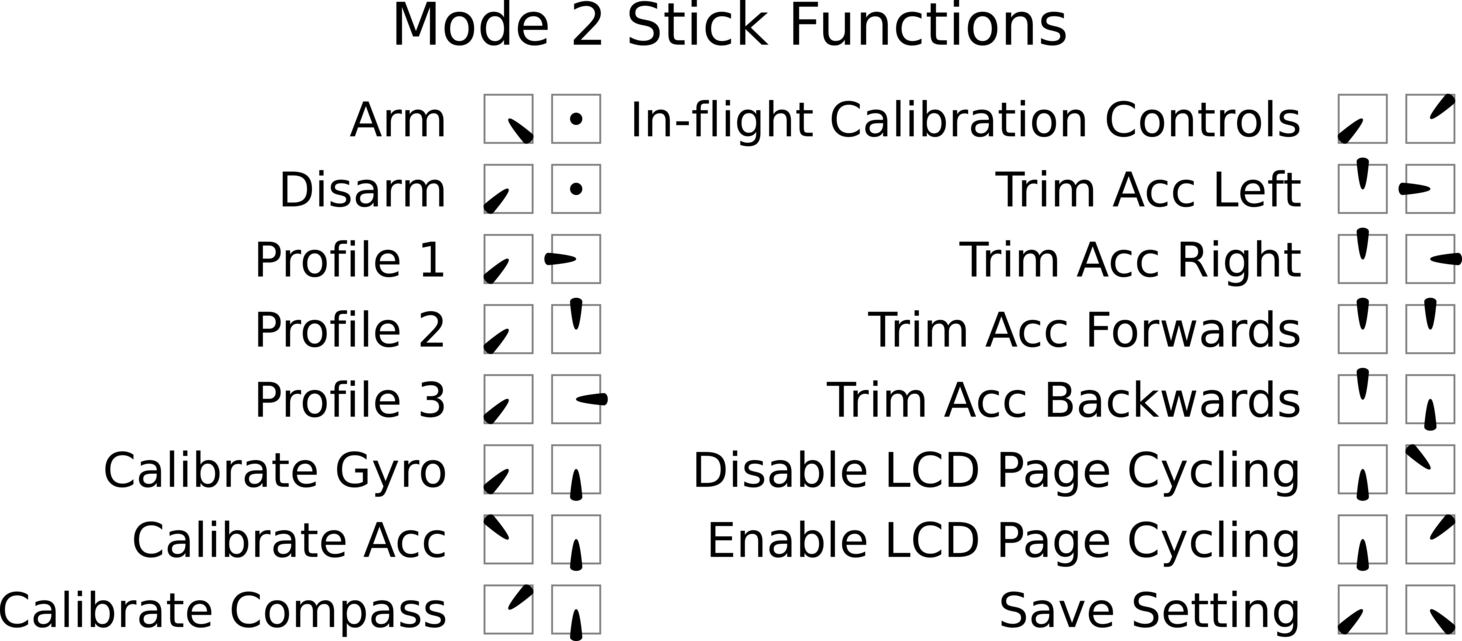 Mode 2 Stick Functions
Arm
Disarm
Profile 1
Profile 2
Profile 3
Calibrate Gyro
Calibrate Acc
Calibrate Compass
In-flight Calibration Controls
Trim Acc Left
Trim Acc Right
Trim Acc Forwards
Trim Acc Backwards
Disable LCD Page Cycling
Enable LCD Page Cycling
Save Setting